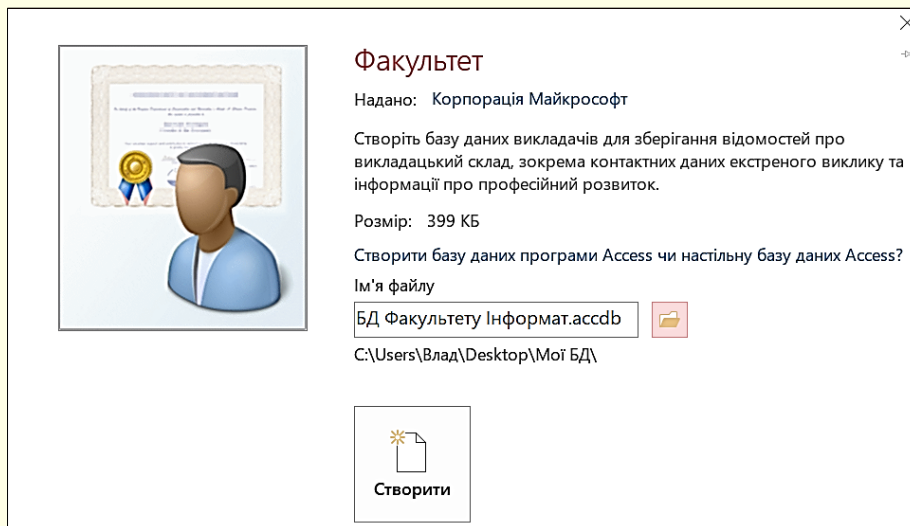 Факультет
Надано: Корпорація Майкрософт
Створіть базу даних викладачів для зберігання відомостей про
викладацький склад, зокрема контактних даних екстреного виклику та
інформації про професійний розвиток.
Розмір: 399 КБ
Створити базу даних програми Access чи настільну базу даних Access?
Ім'я файлу
БД Факультету Інформат.accdb
C:\Users\Влад\Desktop\Мої БД\
Створити